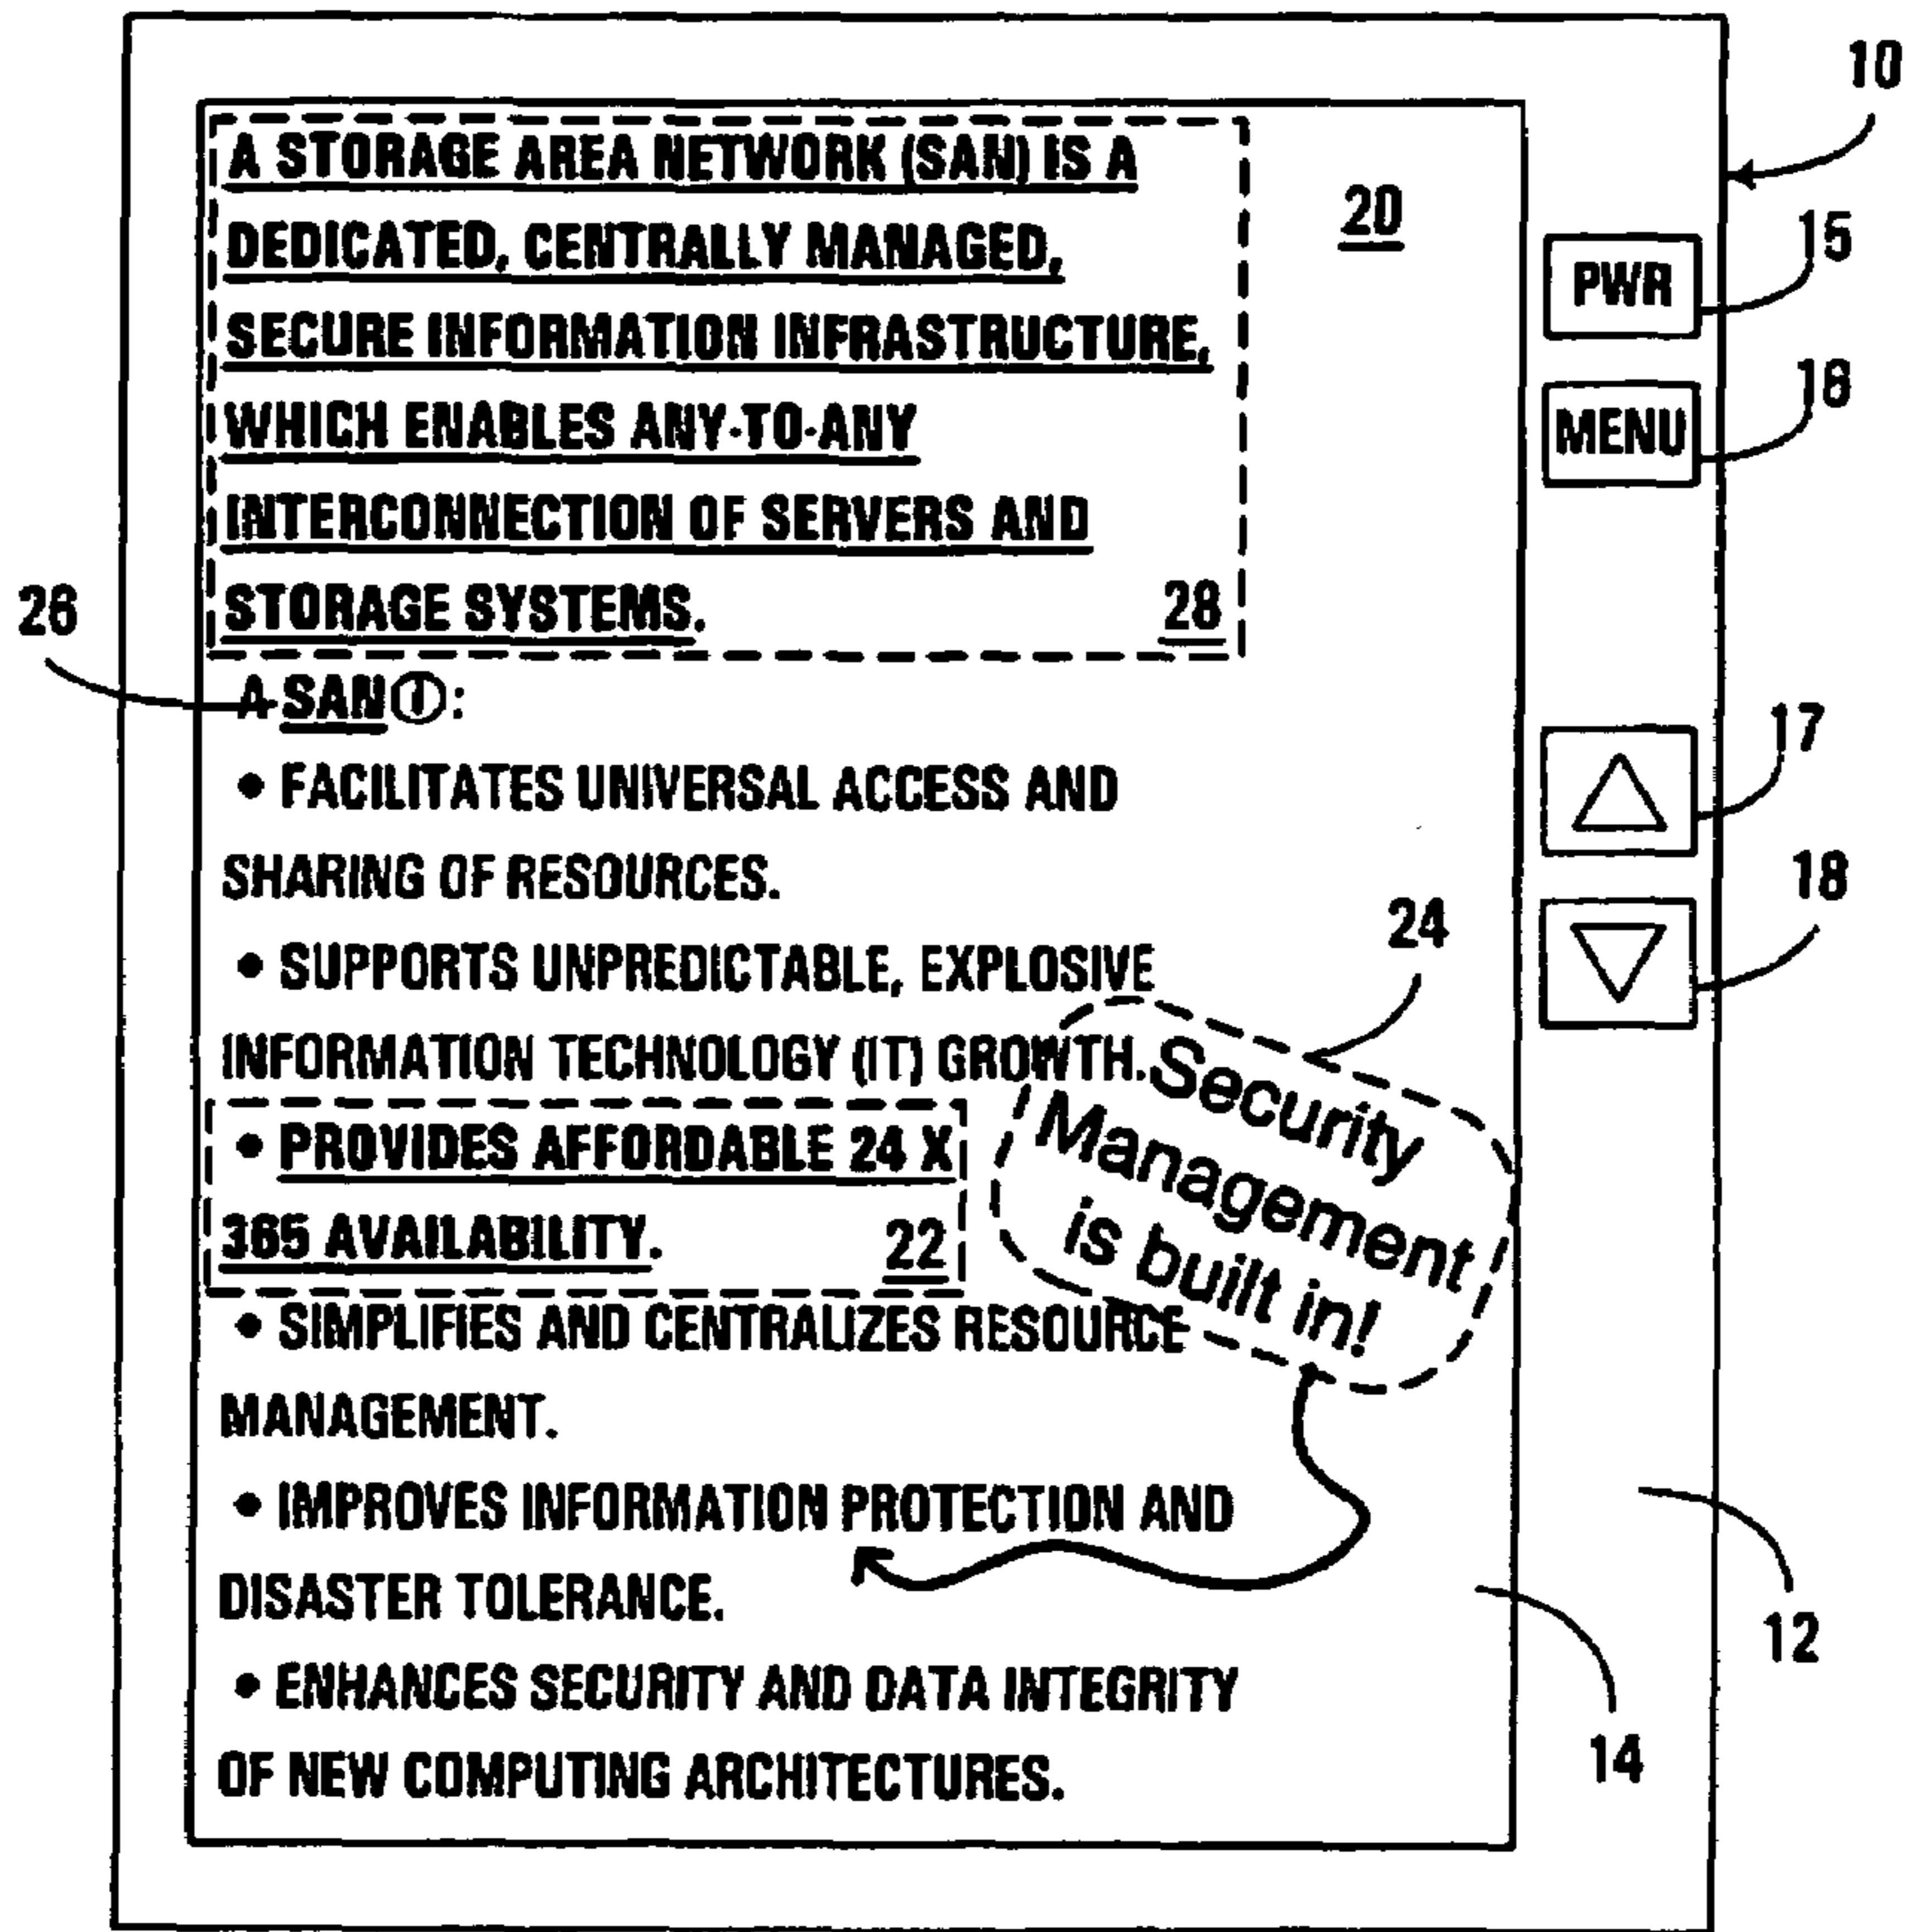 10
A STORAGE AREA NETWORK (SAN) IS A
20
DEDICATED, CENTRALLY MANAGED,
15
PWR
SECURE INFORMATION INFRASTRUCTURE,
16
WHICH ENABLES ANY-TO-ANY
MENU
INTERCONNECTION OF SERVERS AND
STORAGE SYSTEMS.
28
26
A SAN ⓘ:
17
• FACILITATES UNIVERSAL ACCESS AND
SHARING OF RESOURCES.
18
24
• SUPPORTS UNPREDICTABLE, EXPLOSIVE
INFORMATION TECHNOLOGY (IT) GROWTH.
Security
Management
is built in!
• PROVIDES AFFORDABLE 24 X
365 AVAILABILITY.
22
• SIMPLIFIES AND CENTRALIZES RESOURCE
MANAGEMENT.
• IMPROVES INFORMATION PROTECTION AND
DISASTER TOLERANCE.
12
• ENHANCES SECURITY AND DATA INTEGRITY
OF NEW COMPUTING ARCHITECTURES.
14